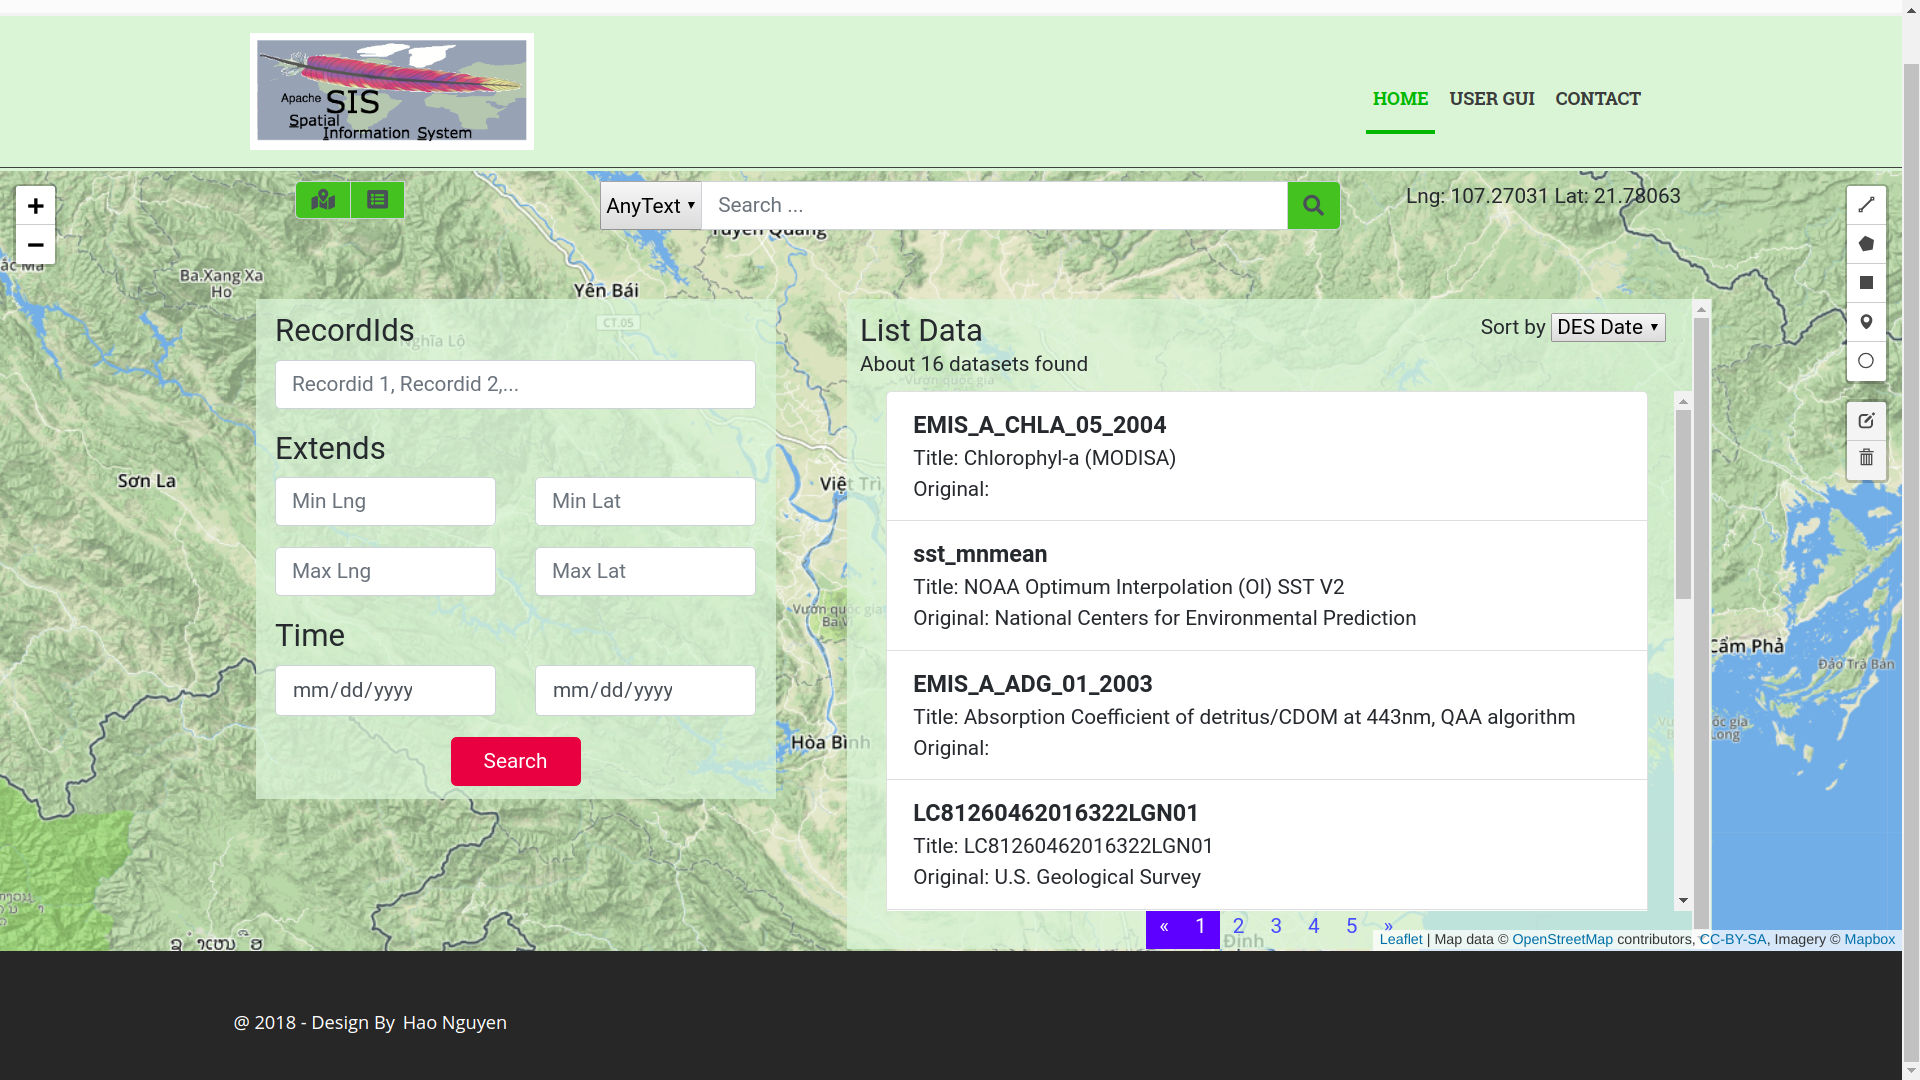 Apache SIS
Spatial
Information System
HOME
USER GUI
CONTACT
+
−
AnyText
Search ...
Lng: 107.27031 Lat: 21.78063
Tuyên Quang
Ba Xang Xa
Ho
Yên Bái
CT.05
Nghĩa Lộ
Sơn La
Việt Trì
Vườn quốc gia
Hòa Bình
Cẩm Phả
Đảo Trà Bản
RecordIds
Recordid 1, Recordid 2,...
Extends
Min Lng
Min Lat
Max Lng
Max Lat
Time
mm/dd/yyyy
mm/dd/yyyy
Search
List Data
Sort by DES Date
About 16 datasets found
EMIS_A_CHLA_05_2004
Title: Chlorophyl-a (MODISA)
Original:
sst_mnmean
Title: NOAA Optimum Interpolation (OI) SST V2
Original: National Centers for Environmental Prediction
EMIS_A_ADG_01_2003
Title: Absorption Coefficient of detritus/CDOM at 443nm, QAA algorithm
Original:
LC81260462016322LGN01
Title: LC81260462016322LGN01
Original: U.S. Geological Survey
« 1 2 3 4 5 »
Leaflet | Map data © OpenStreetMap contributors, CC-BY-SA, Imagery © Mapbox
@ 2018 - Design By Hao Nguyen